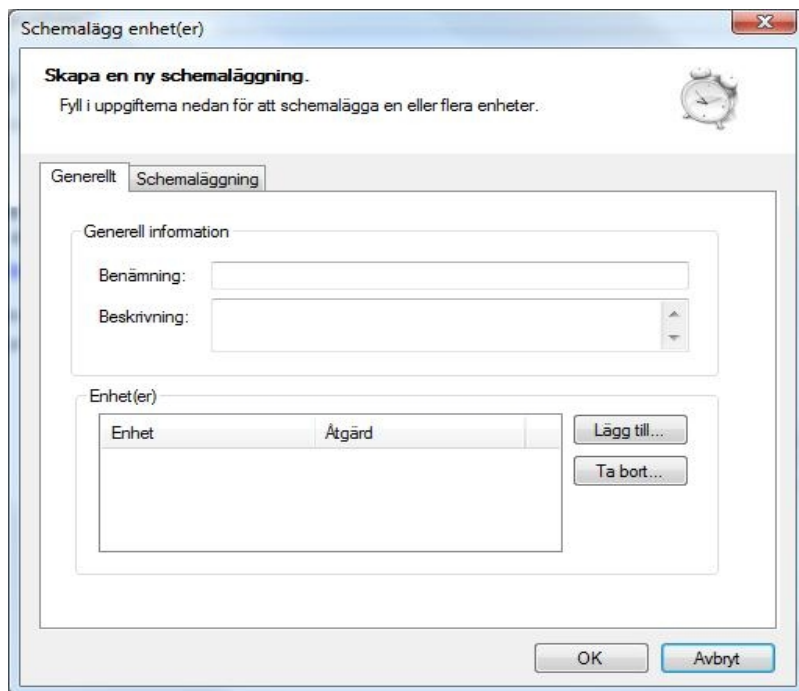 Schemalägg enhet(er)
Skapa en ny schemaläggning.
Fyll i uppgifterna nedan för att schemalägga en eller flera enheter.
Generellt
Schemaläggning
Generell information
Benämning:
Beskrivning:
Enhet(er)
Enhet
Åtgärd
Lägg till...
Ta bort...
OK
Avbryt